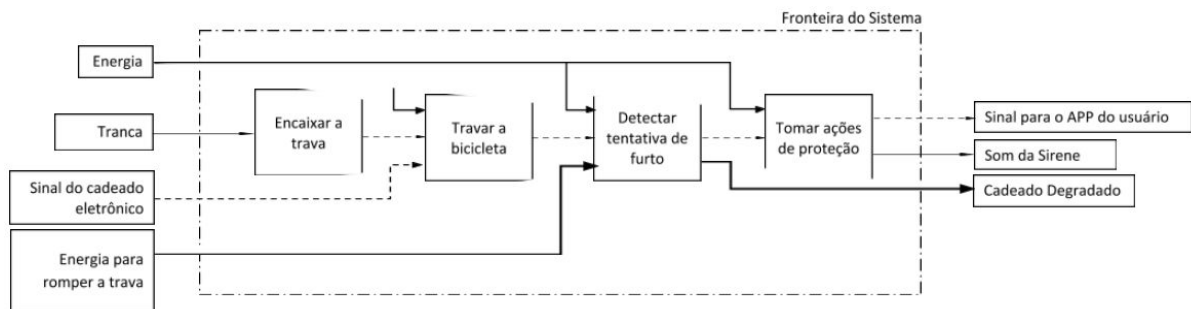 Fronteira do Sistema
Energia
Tranca
Sinal do cadeado
eletrônico
Energia para
romper a trava
Encaixar a
trava
Travar a
bicicleta
Detectar
tentativa de
furto
Tomar ações
de proteção
Sinal para o APP do usuário
Som da Sirene
Cadeado Degradado